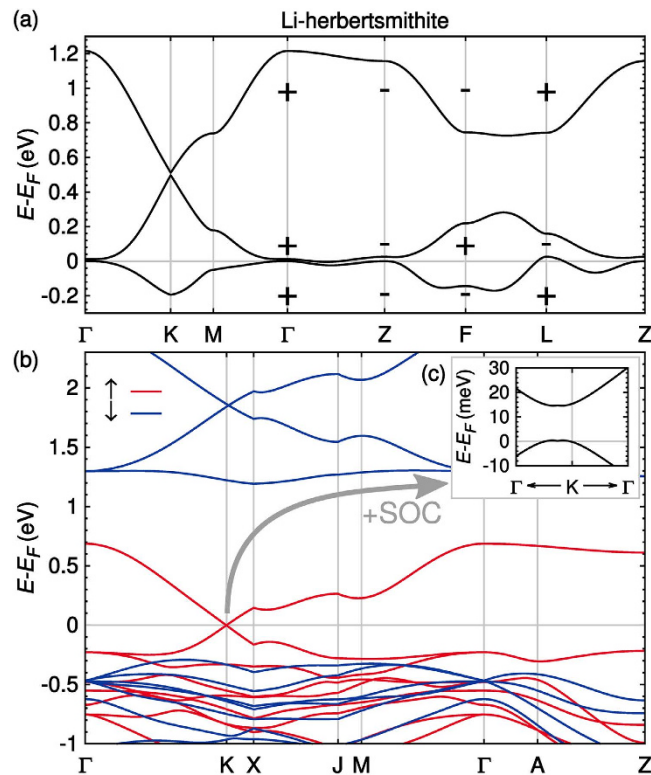 (a) Li-herbertsmithite
E-E_F (eV)
1.2
1
0.8
0.6
0.4
0.2
0
-0.2
+ - - +
+ - + -
+ - - +
Γ K M Γ Z F L Z
(b)
E-E_F (eV)
2
1.5
1
0.5
0
-0.5
-1
↑
↓
+SOC
(c)
E-E_F (meV)
30
20
10
0
-10
Γ ← K → Γ
Γ K X J M Γ A Z